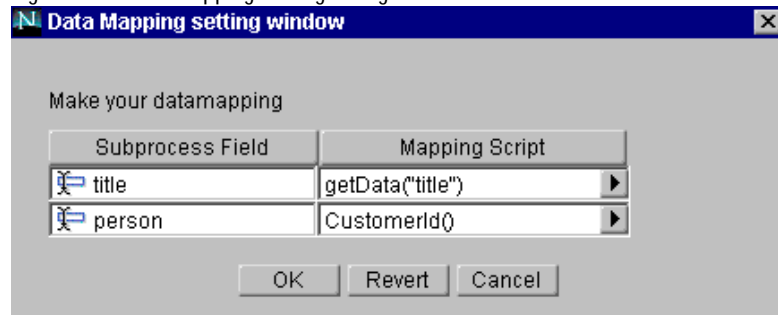 Data Mapping setting window
Make your datamapping
Subprocess Field Mapping Script
title getData("title")
person CustomerId()
OK Revert Cancel